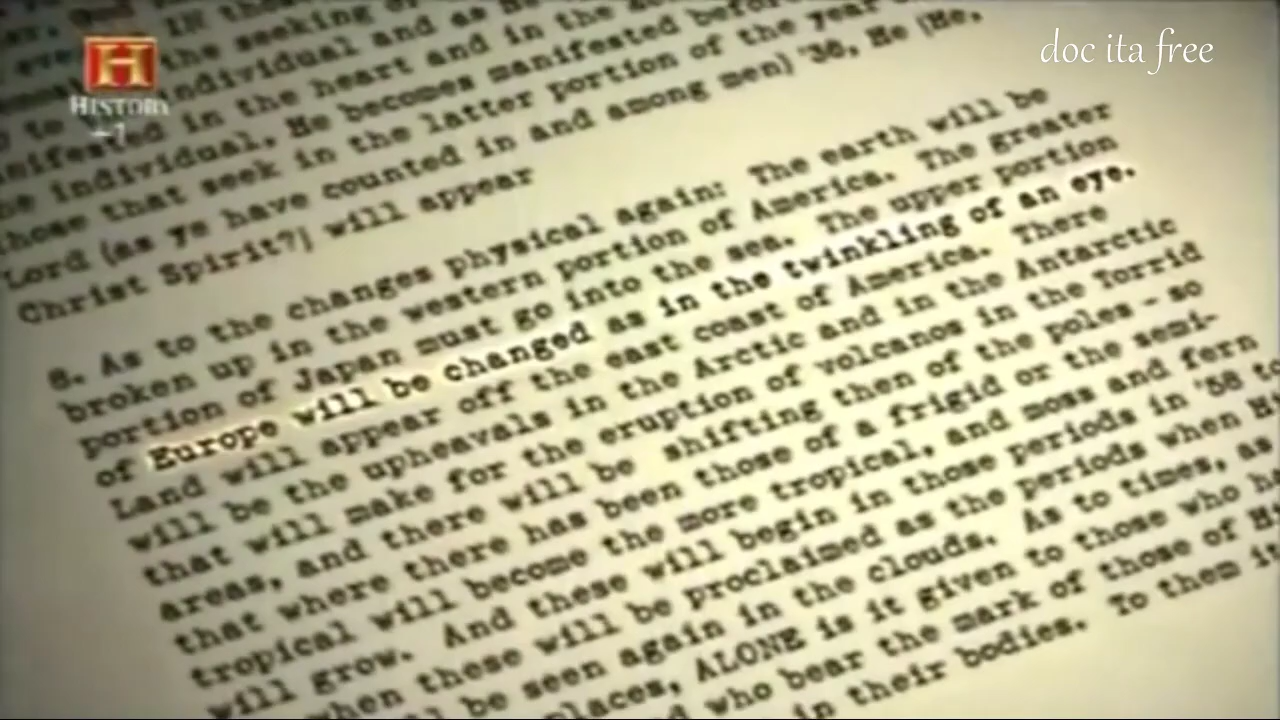 IN
the seeking
individual and as He
in the heart and in the
the individual. He becomes manifested before
those that seek in the latter portion of the year
Lord (as ye have counted in and among men) '36, He (He,
Christ Spirit?) will appear
8. As to the changes physical again: The earth will be
broken up in the western portion of America. The greater
portion of Japan must go into the sea. The upper portion
of Europe will be changed as in the twinkling of an eye.
Land will appear off the east coast of America. There
will be the upheavals in the Arctic and in the Antarctic
that will make for the eruption of volcanos in the Torrid
areas, and there will be shifting then of the poles - so
that where there has been those of a frigid or the semi-
tropical will become the more tropical, and moss and fern
will grow. And these will begin in those periods in '58 to
when these will be proclaimed as the periods when
be seen again in the clouds. As to times, as
places, ALONE is it given to those who
who bear the mark of those of
in their bodies. To them
H
HISTORY
doc ita free